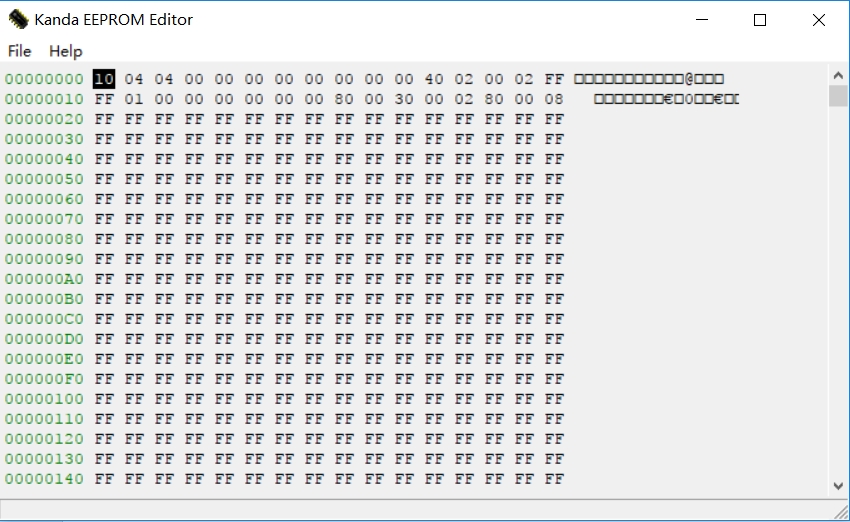 Kanda EEPROM Editor
File Help
00000000 10 04 04 00 00 00 00 00 00 00 00 40 02 00 02 FF □□□□□□□□□□□@□□□
00000010 FF 01 00 00 00 00 00 00 80 00 30 00 02 80 00 08 □□□□□□□€□0□□€□□
00000020 FF FF FF FF FF FF FF FF FF FF FF FF FF FF FF FF
00000030 FF FF FF FF FF FF FF FF FF FF FF FF FF FF FF FF
00000040 FF FF FF FF FF FF FF FF FF FF FF FF FF FF FF FF
00000050 FF FF FF FF FF FF FF FF FF FF FF FF FF FF FF FF
00000060 FF FF FF FF FF FF FF FF FF FF FF FF FF FF FF FF
00000070 FF FF FF FF FF FF FF FF FF FF FF FF FF FF FF FF
00000080 FF FF FF FF FF FF FF FF FF FF FF FF FF FF FF FF
00000090 FF FF FF FF FF FF FF FF FF FF FF FF FF FF FF FF
000000A0 FF FF FF FF FF FF FF FF FF FF FF FF FF FF FF FF
000000B0 FF FF FF FF FF FF FF FF FF FF FF FF FF FF FF FF
000000C0 FF FF FF FF FF FF FF FF FF FF FF FF FF FF FF FF
000000D0 FF FF FF FF FF FF FF FF FF FF FF FF FF FF FF FF
000000E0 FF FF FF FF FF FF FF FF FF FF FF FF FF FF FF FF
000000F0 FF FF FF FF FF FF FF FF FF FF FF FF FF FF FF FF
00000100 FF FF FF FF FF FF FF FF FF FF FF FF FF FF FF FF
00000110 FF FF FF FF FF FF FF FF FF FF FF FF FF FF FF FF
00000120 FF FF FF FF FF FF FF FF FF FF FF FF FF FF FF FF
00000130 FF FF FF FF FF FF FF FF FF FF FF FF FF FF FF FF
00000140 FF FF FF FF FF FF FF FF FF FF FF FF FF FF FF FF